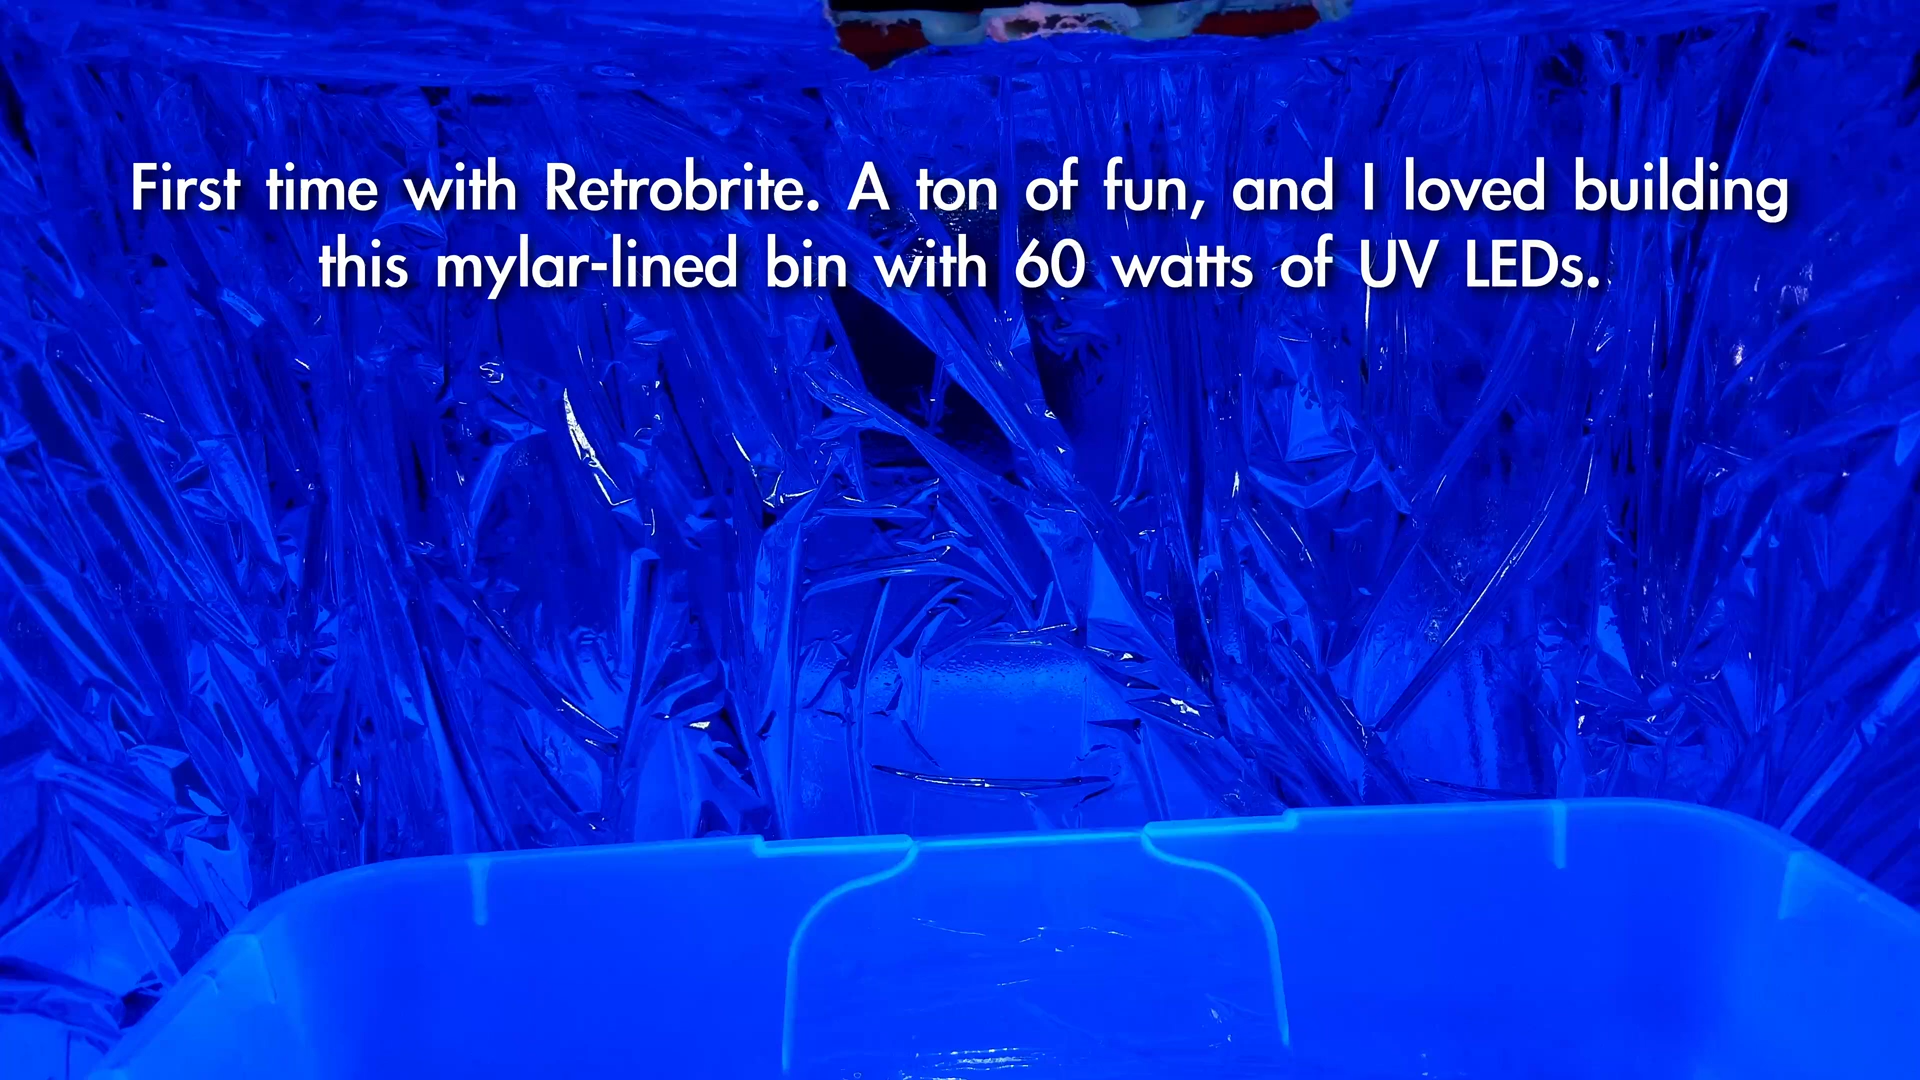 First time with Retrobrite. A ton of fun, and I loved building
this mylar-lined bin with 60 watts of UV LEDs.